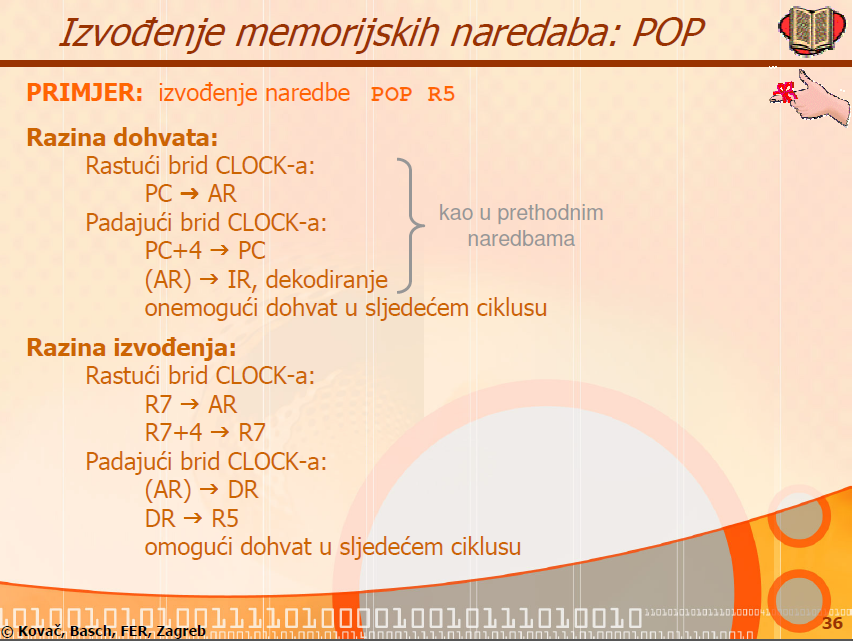 Izvođenje memorijskih naredaba: POP
PRIMJER: izvođenje naredbe POP R5
Razina dohvata:
Rastući brid CLOCK-a:
PC ➔ AR
Padajući brid CLOCK-a:
PC+4 → PC
(AR) → IR, dekodiranje
onemogući dohvat u sljedećem ciklusu
kao u prethodnim
naredbama
Razina izvođenja:
Rastući brid CLOCK-a:
R7 → AR
R7+4 → R7
Padajući brid CLOCK-a:
(AR) → DR
DR → R5
omogući dohvat u sljedećem ciklusu
© Kovač, Basch, FER, Zagreb
36